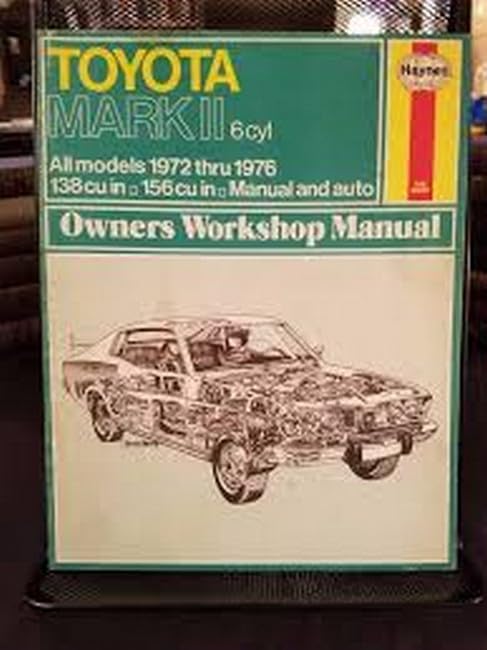 TOYOTA
MARK II 6 cyl
Haynes
All models 1972 thru 1976
138 cu in □ 156 cu in □ Manual and auto
Owners Workshop Manual